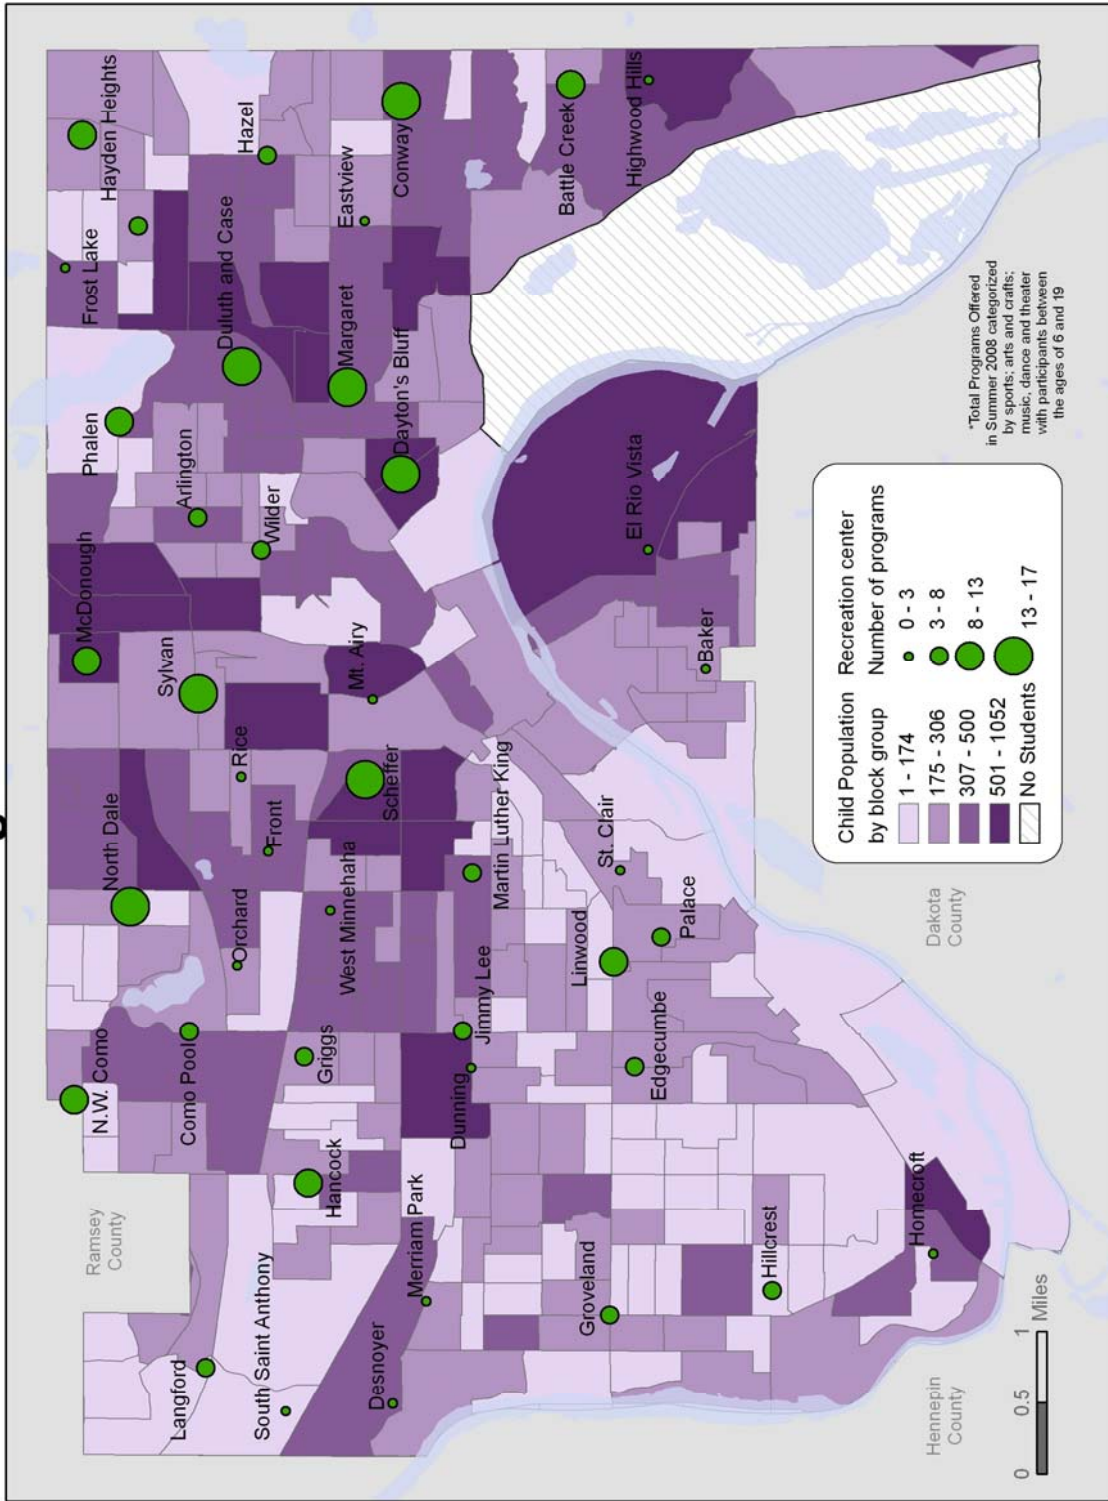 Ramsey
County
N.W. Como
North Dale
McDonough
Phalen
Frost Lake
Hayden Heights
Langford
Como Pool
Orchard
Sylvan
Arlington
Duluth and Case
Hazel
South Saint Anthony
Rice
Front
Wilder
Hancock
Griggs
West Minnehaha
Mt. Airy
Margaret
Eastview
Desnoyer
Merriam Park
Scheffer
Dayton's Bluff
Conway
Dunning
Jimmy Lee
Martin Luther King
Battle Creek
Groveland
Edgecumbe
Linwood
St. Clair
El Rio Vista
Highwood Hills
Palace
Baker
Hillcrest
Homecroft
Hennepin
County
Dakota
County
0 0.5 1 Miles
Child Population
by block group
1 - 174
175 - 306
307 - 500
501 - 1052
No Students
Recreation center
Number of programs
0 - 3
3 - 8
8 - 13
13 - 17
*Total Programs Offered
in Summer 2008 categorized
by sports; arts and crafts;
music, dance and theater
with participants between
the ages of 6 and 19